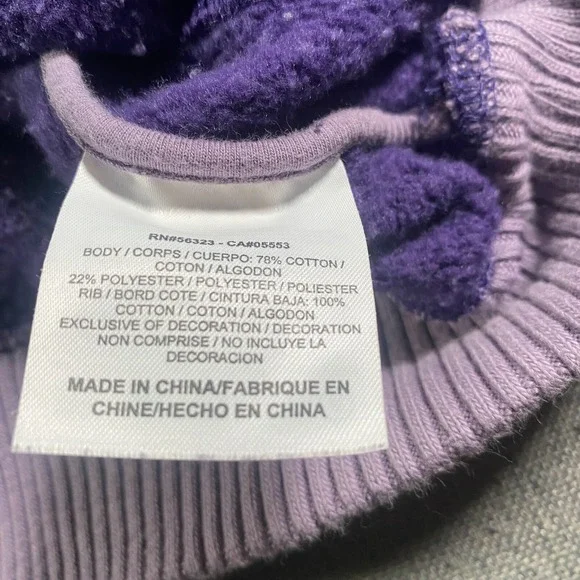 RN#56323 - CA#05553
BODY / CORPS / CUERPO: 78% COTTON /
COTON / ALGODON
22% POLYESTER / POLYESTER / POLIESTER
RIB / BORD COTE / CINTURA BAJA: 100%
COTTON / COTON / ALGODON
EXCLUSIVE OF DECORATION / DECORATION
NON COMPRISE / NO INCLUYE LA
DECORACION
MADE IN CHINA/FABRIQUE EN
CHINE/HECHO EN CHINA